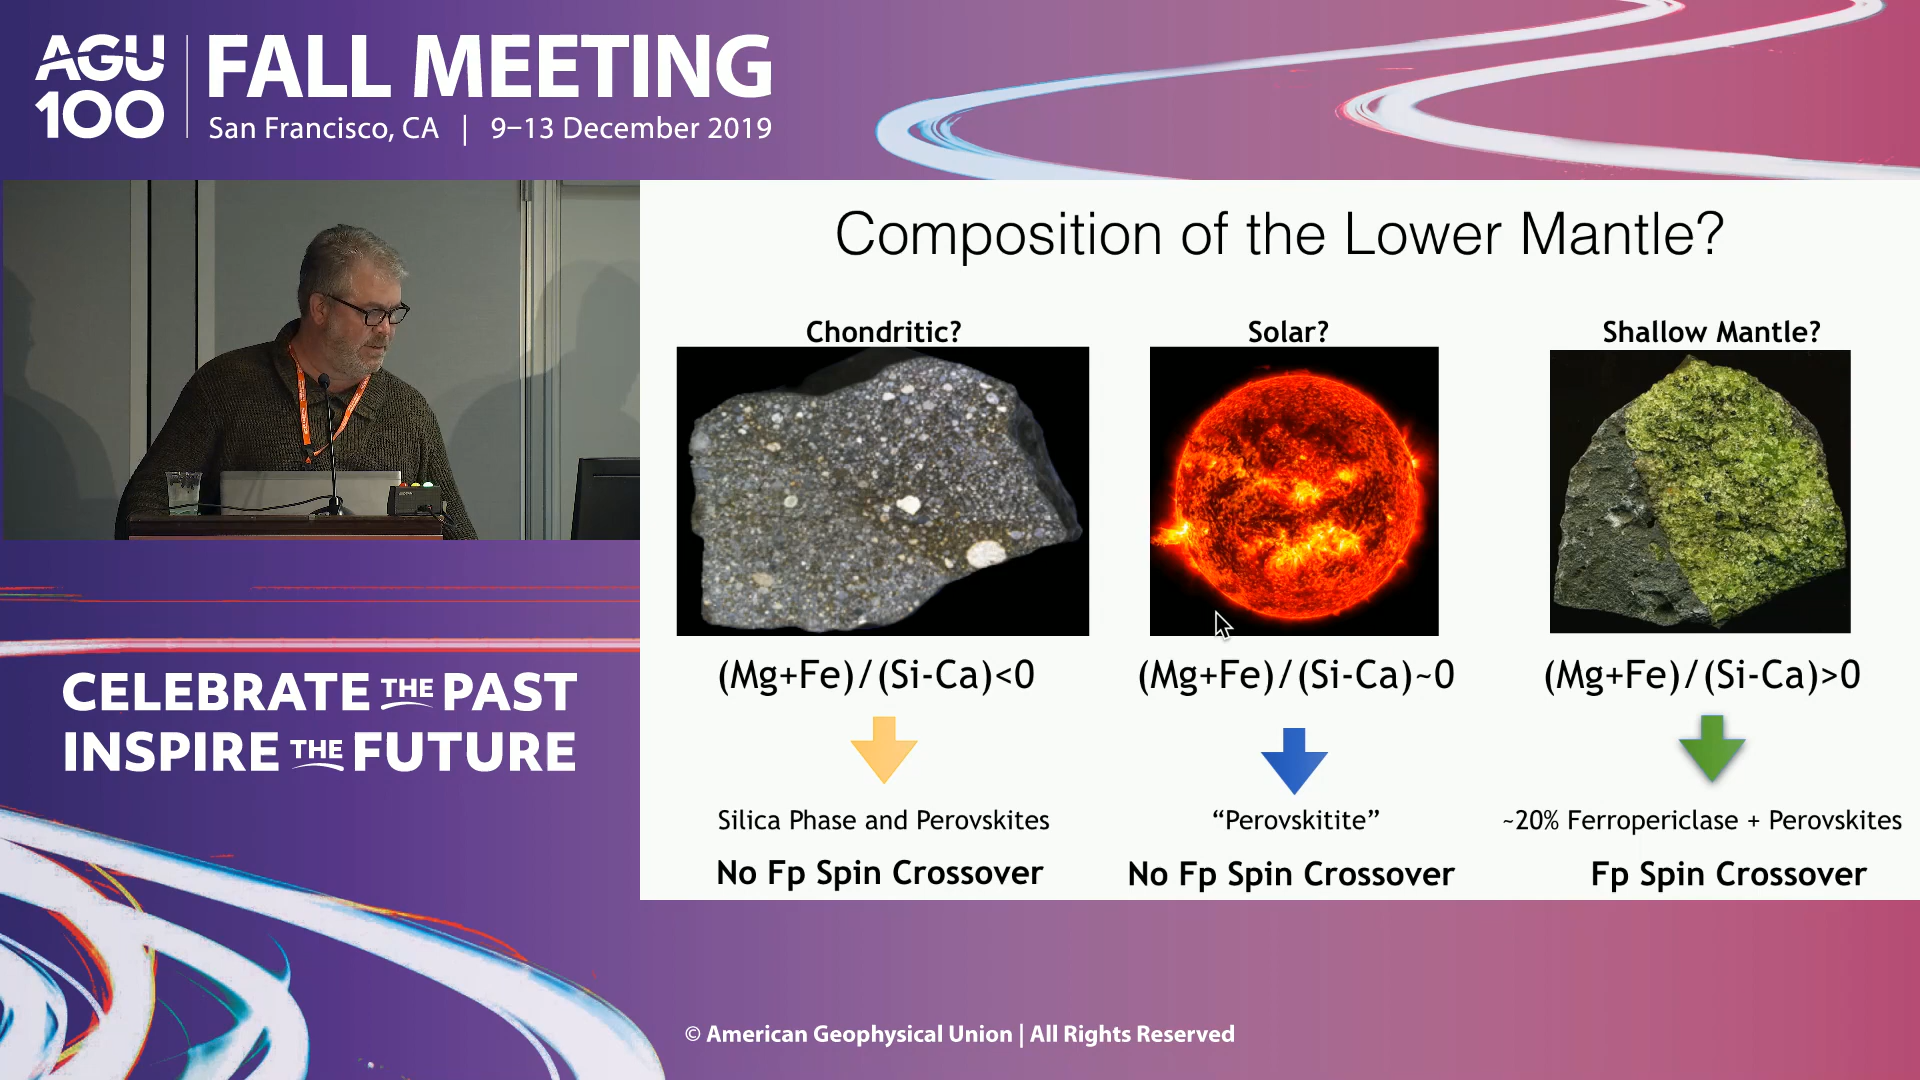 AGU
100
FALL MEETING
San Francisco, CA | 9–13 December 2019
Composition of the Lower Mantle?
Chondritic?
Solar?
Shallow Mantle?
(Mg+Fe)/(Si-Ca)<0
(Mg+Fe)/(Si-Ca)~0
(Mg+Fe)/(Si-Ca)>0
Silica Phase and Perovskites
“Perovskitite”
~20% Ferropericlase + Perovskites
No Fp Spin Crossover
No Fp Spin Crossover
Fp Spin Crossover
CELEBRATE THE PAST
INSPIRE THE FUTURE
© American Geophysical Union | All Rights Reserved